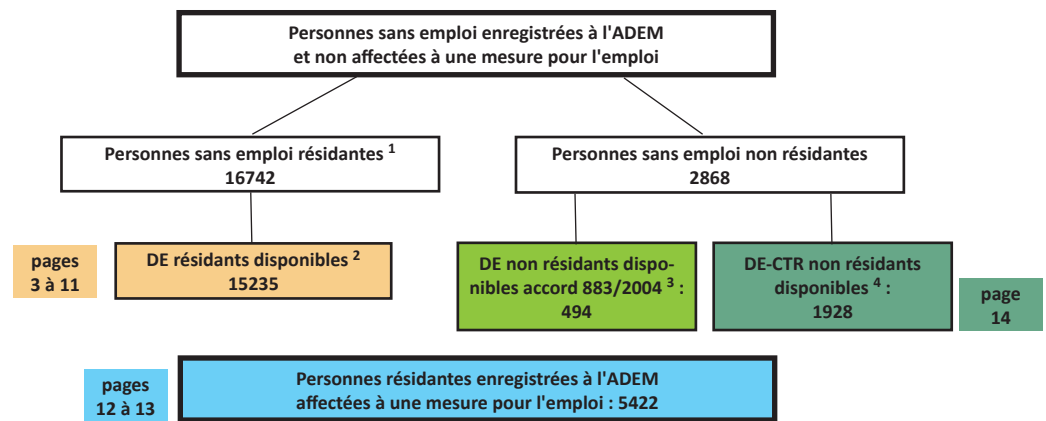 Personnes sans emploi enregistrées à l'ADEM
et non affectées à une mesure pour l'emploi
Personnes sans emploi résidantes 1
16742
Personnes sans emploi non résidantes
2868
pages
3 à 11
DE résidants disponibles 2
15235
DE non résidants dispo-
nibles accord 883/2004 3 :
494
DE-CTR non résidants
disponibles 4 :
1928
page
14
pages
12 à 13
Personnes résidantes enregistrées à l'ADEM
affectées à une mesure pour l'emploi : 5422